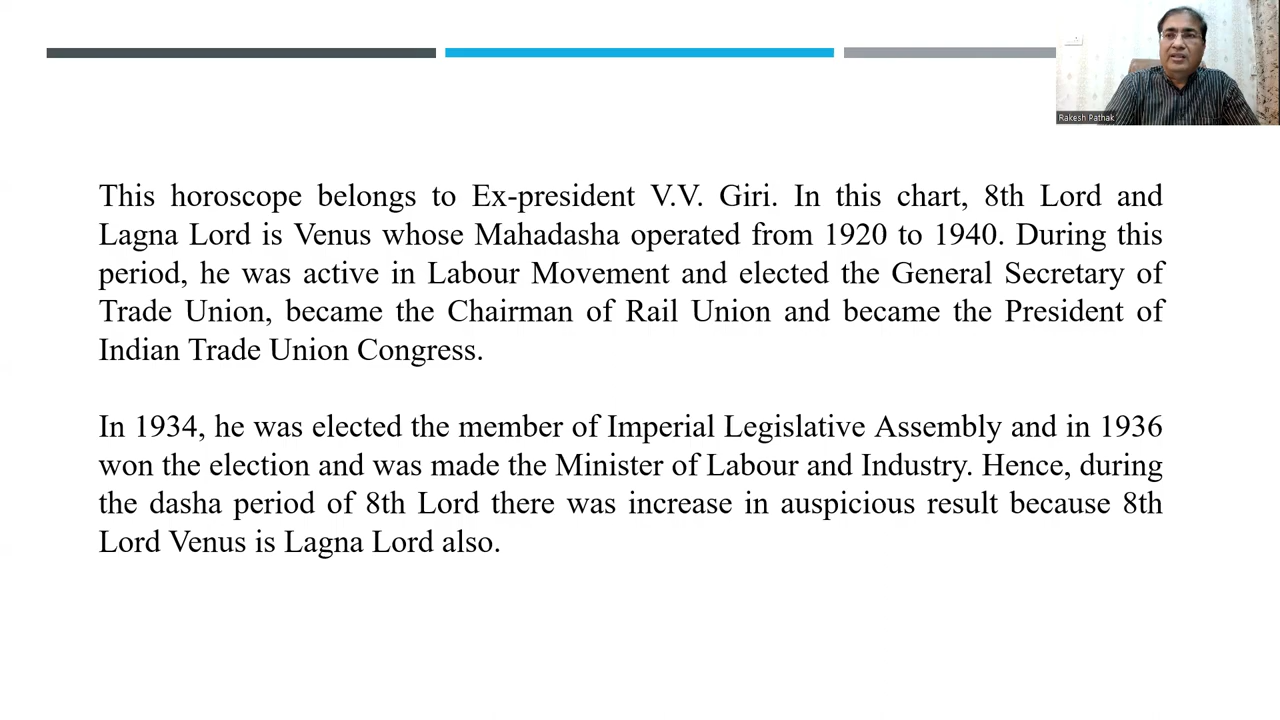 Rakesh Pathak
This horoscope belongs to Ex-president V.V. Giri. In this chart, 8th Lord and
Lagna Lord is Venus whose Mahadasha operated from 1920 to 1940. During this
period, he was active in Labour Movement and elected the General Secretary of
Trade Union, became the Chairman of Rail Union and became the President of
Indian Trade Union Congress.
In 1934, he was elected the member of Imperial Legislative Assembly and in 1936
won the election and was made the Minister of Labour and Industry. Hence, during
the dasha period of 8th Lord there was increase in auspicious result because 8th
Lord Venus is Lagna Lord also.